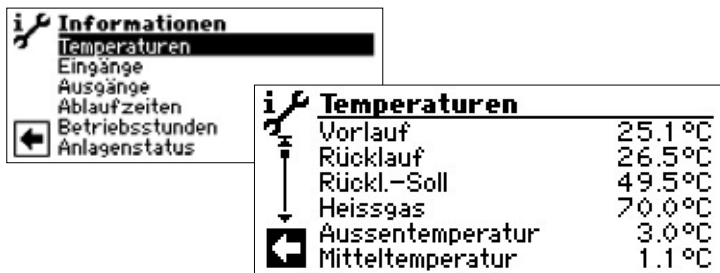 Informationen
Temperaturen
Eingänge
Ausgänge
Ablaufzeiten
Betriebsstunden
Anlagenstatus
Temperaturen
Vorlauf 25.1°C
Rücklauf 26.5°C
Rückl.-Soll 49.5°C
Heissgas 70.0°C
Aussentemperatur 3.0°C
Mitteltemperatur 1.1°C